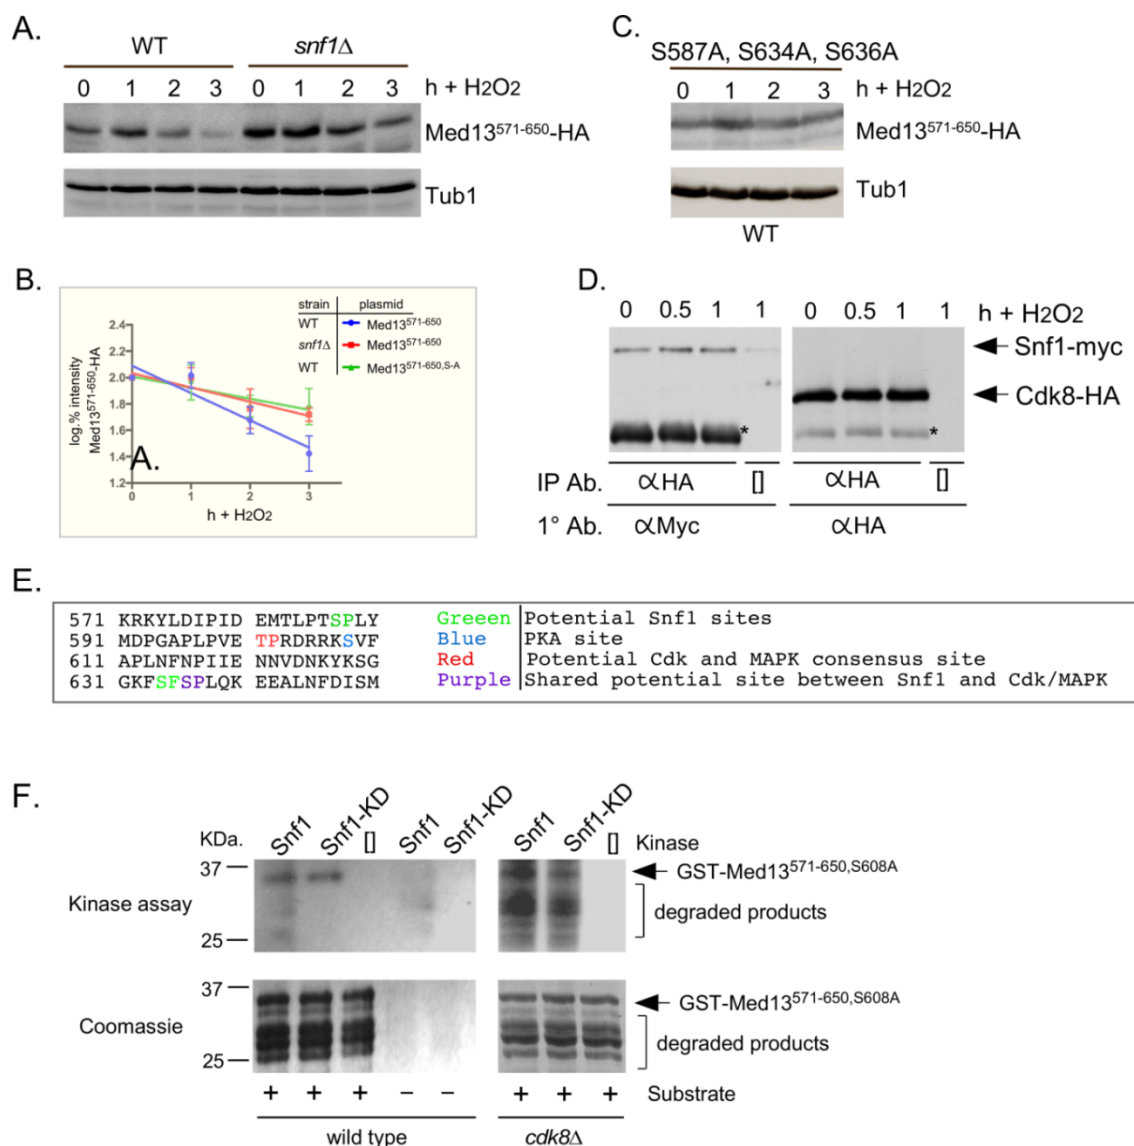 A.
WT snf1Δ
0 1 2 3 0 1 2 3 h + H2O2
Med13571-650-HA
Tub1
C.
S587A, S634A, S636A
0 1 2 3 h + H2O2
Med13571-650-HA
Tub1
WT
B.
strain plasmid
WT Med13571-650
snf1Δ Med13571-650
WT Med13571-650,S-A
log.% intensity
Med13571-650-HA
2.4
2.2
2.0
1.8
1.6
1.4
1.2
A.
0 1 2 3
h + H2O2
D.
0 0.5 1 1 0 0.5 1 1 h + H2O2
Snf1-myc
Cdk8-HA
* *
IP Ab. αHA [] αHA []
1° Ab. αMyc αHA
E.
571 KRKYLDIPID EMTLPTSPLY Greeen Potential Snf1 sites
591 MDPGAPLPVE TPRDRRKSVF Blue PKA site
611 APLNFNPIIE NNVDNKYKSG Red Potential Cdk and MAPK consensus site
631 GKFSFSPLQK EEALNFDISM Purple Shared potential site between Snf1 and Cdk/MAPK
F.
KDa. Snf1 Snf1-KD [] Snf1 Snf1-KD Snf1 Snf1-KD [] Kinase
37
GST-Med13571-650,S608A
Kinase assay
degraded products
25
37
GST-Med13571-650,S608A
Coomassie
degraded products
25
+ + + – – + + + Substrate
wild type cdk8Δ